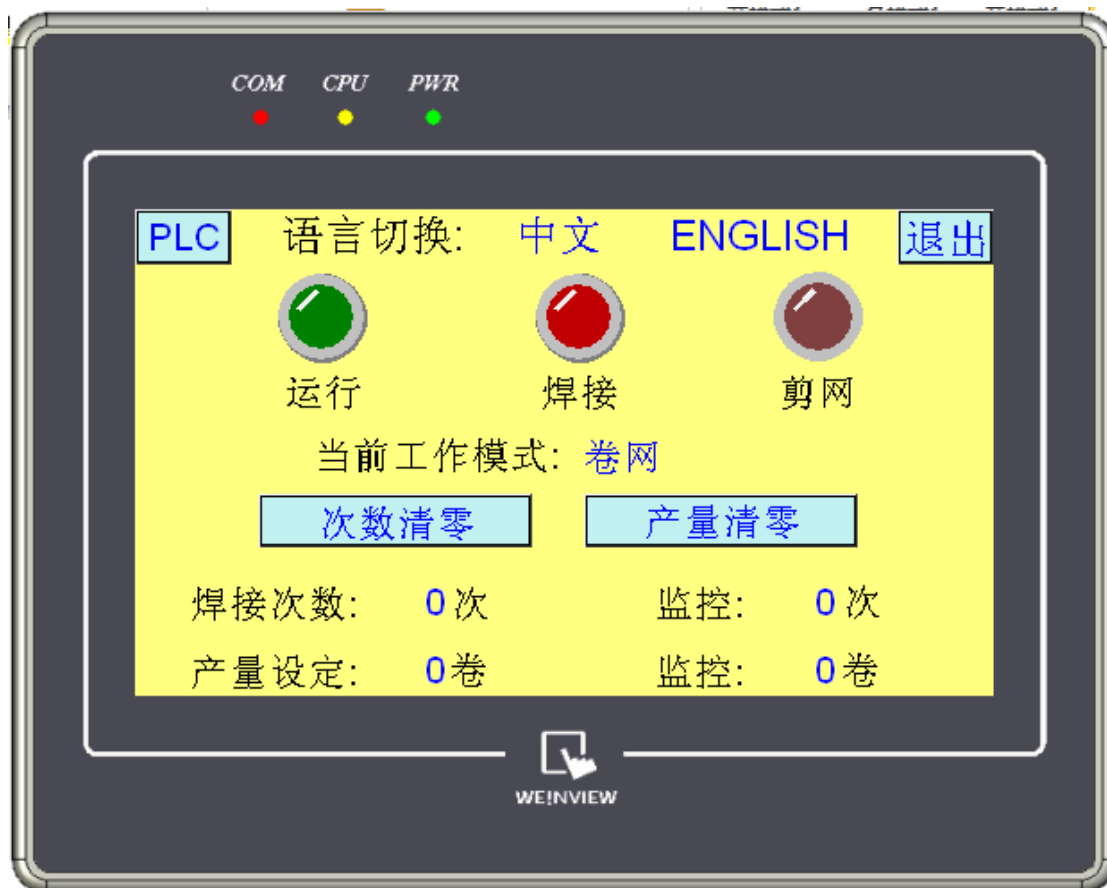 COM CPU PWR
PLC 语言切换: 中文 ENGLISH 退出
运行 焊接 剪网
当前工作模式: 卷网
次数清零 产量清零
焊接次数: 0次 监控: 0次
产量设定: 0卷 监控: 0卷
WE!NVIEW